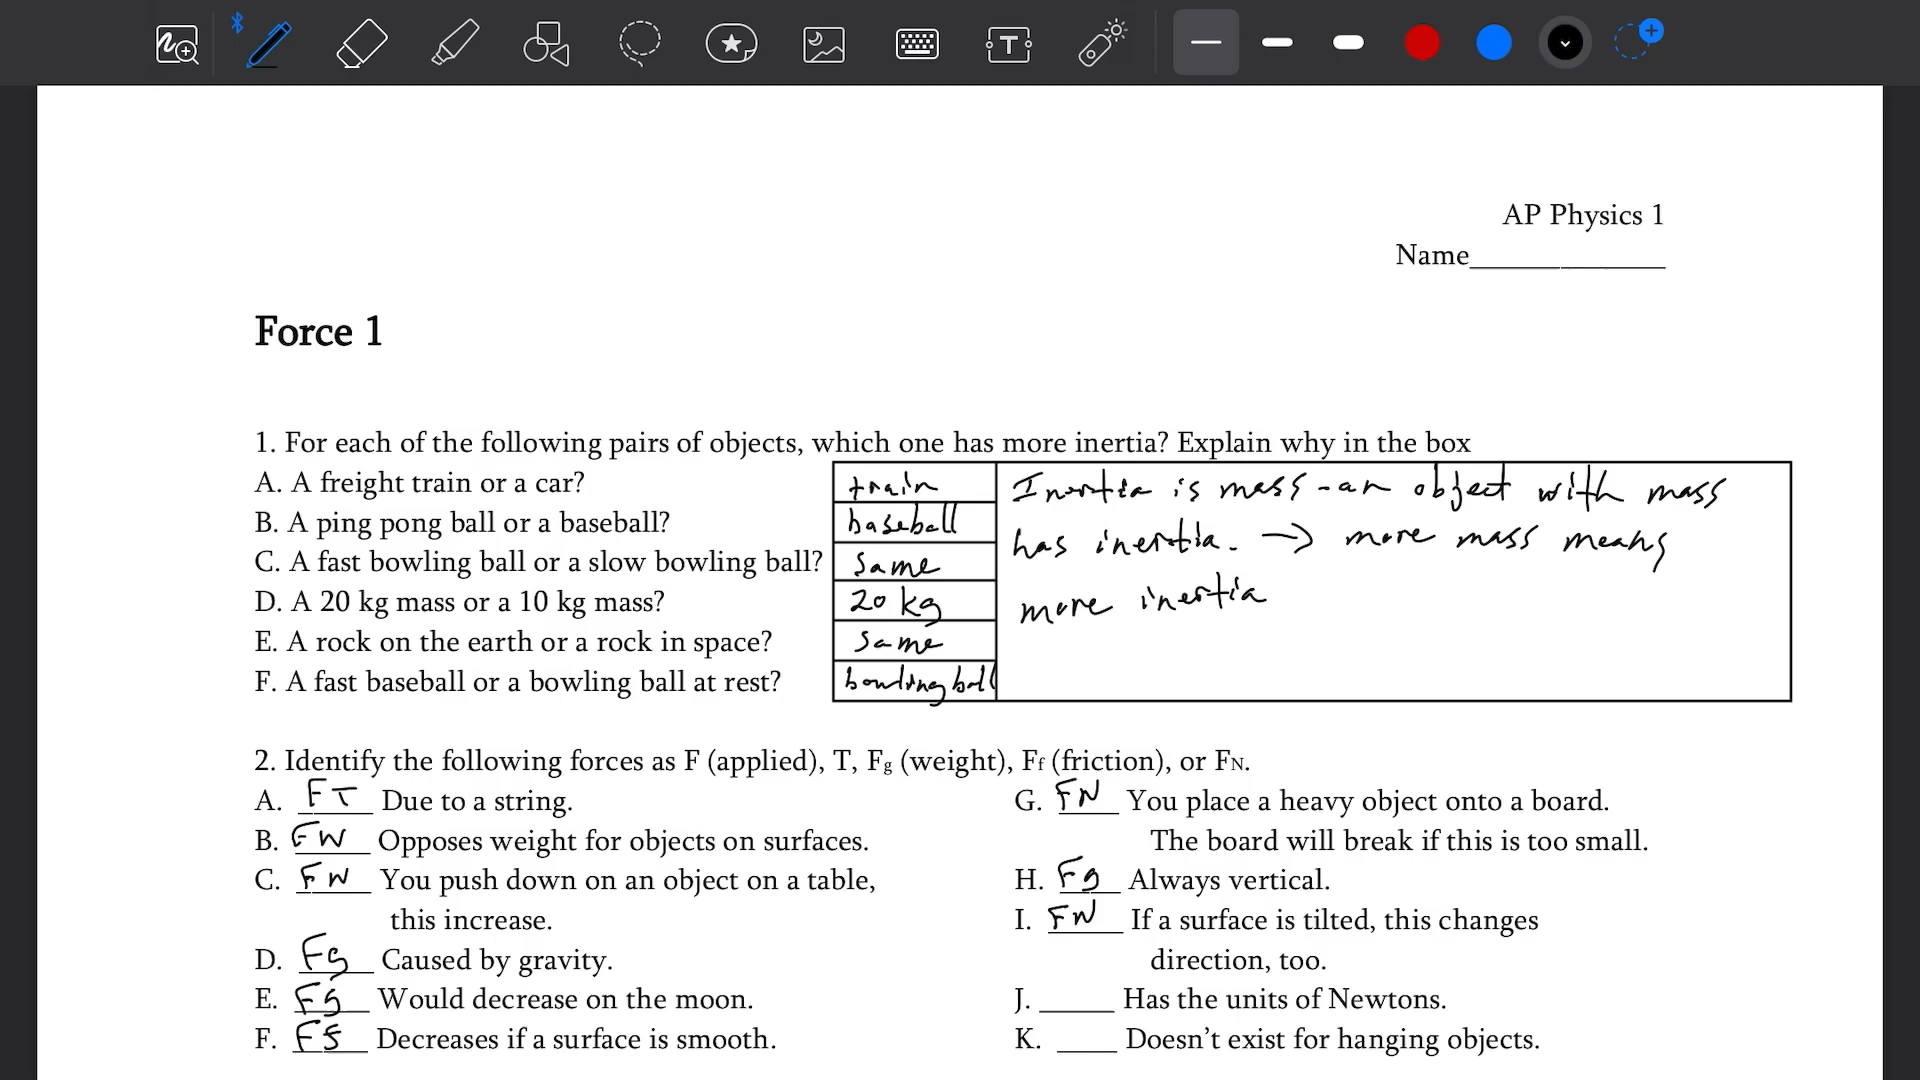 AP Physics 1
Name______________
Force 1
1. For each of the following pairs of objects, which one has more inertia? Explain why in the box
A. A freight train or a car? train
B. A ping pong ball or a baseball? baseball
C. A fast bowling ball or a slow bowling ball? same
D. A 20 kg mass or a 10 kg mass? 20 kg
E. A rock on the earth or a rock in space? same
F. A fast baseball or a bowling ball at rest? bowling ball
Inertia is mass - an object with mass
has inertia. → more mass means
more inertia
2. Identify the following forces as F (applied), T, Fg (weight), Ff (friction), or FN.
A. FT Due to a string.
B. FN Opposes weight for objects on surfaces.
C. FN You push down on an object on a table,
this increase.
D. Fg Caused by gravity.
E. Fg Would decrease on the moon.
F. Ff Decreases if a surface is smooth.
G. FN You place a heavy object onto a board.
The board will break if this is too small.
H. Fg Always vertical.
I. FN If a surface is tilted, this changes
direction, too.
J. _____ Has the units of Newtons.
K. ____ Doesn't exist for hanging objects.